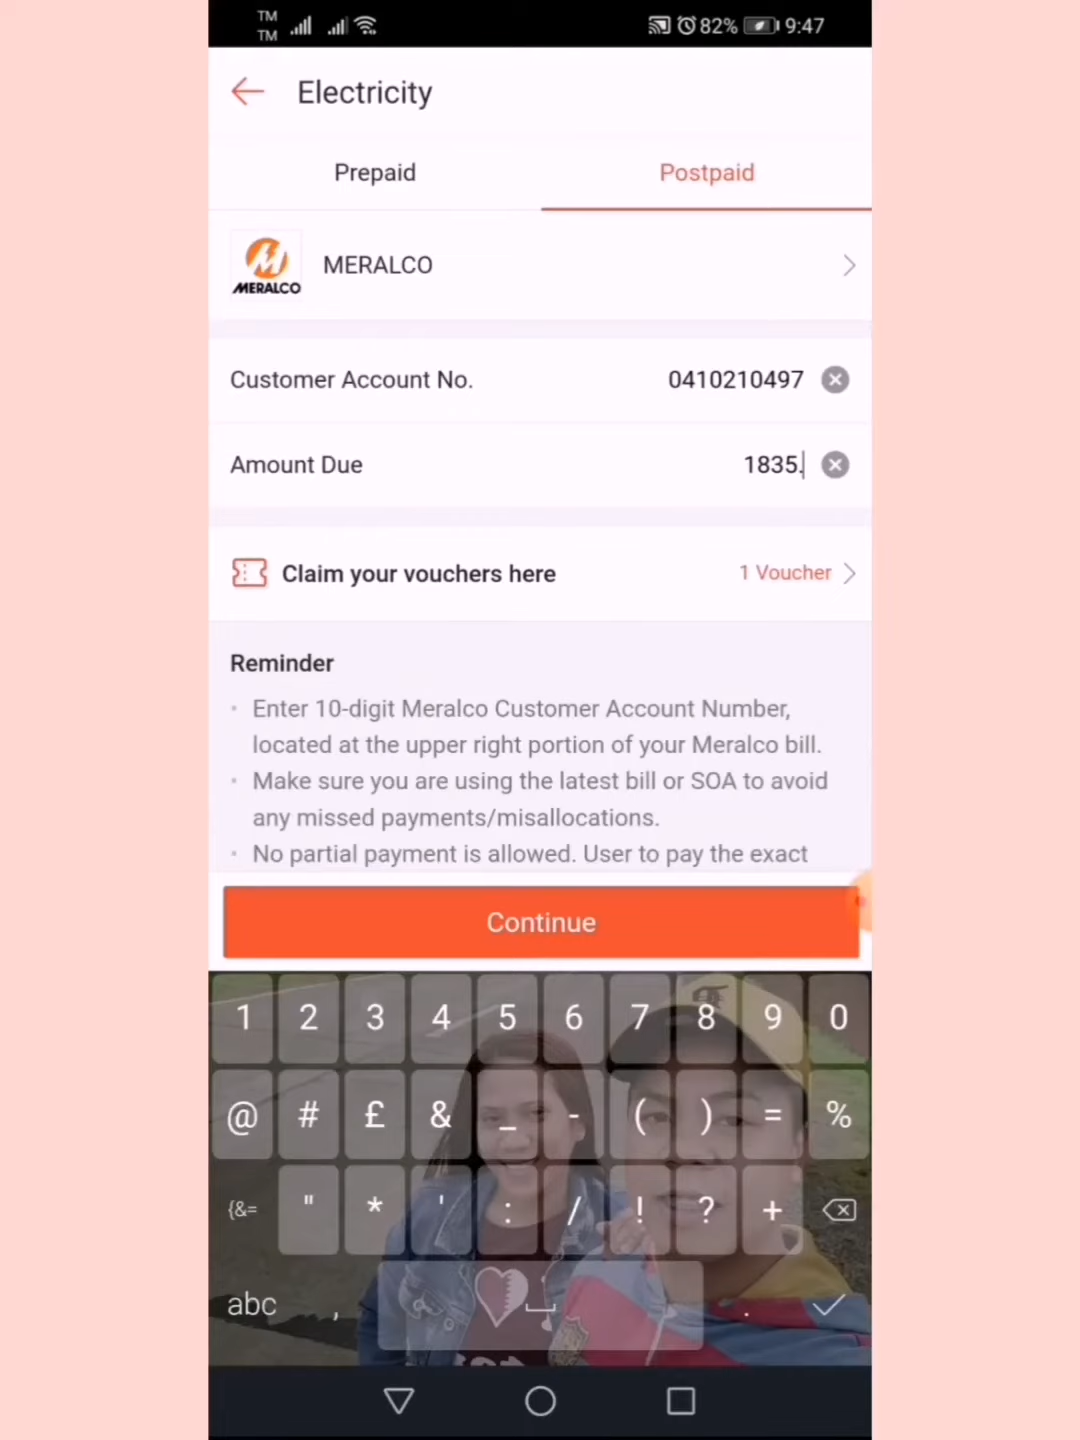 TM
TM
82% 9:47
Electricity
Prepaid Postpaid
MERALCO
MERALCO
Customer Account No. 0410210497
Amount Due 1835.
Claim your vouchers here 1 Voucher
Reminder
• Enter 10-digit Meralco Customer Account Number,
located at the upper right portion of your Meralco bill.
• Make sure you are using the latest bill or SOA to avoid
any missed payments/misallocations.
• No partial payment is allowed. User to pay the exact
Continue
1 2 3 4 5 6 7 8 9 0
@ # £ & _ - ( ) = %
{&= " * ' : / ! ? +
abc , .